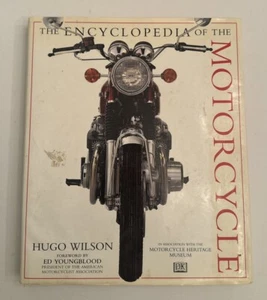 THE ENCYCLOPEDIA OF THE
MOTORCYCLE
HUGO WILSON
FOREWORD BY
ED YOUNGBLOOD
PRESIDENT OF THE AMERICAN
MOTORCYCLIST ASSOCIATION
IN ASSOCIATION WITH THE
MOTORCYCLE HERITAGE
MUSEUM
DK